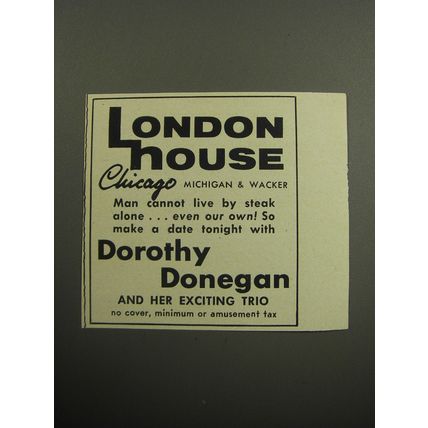 LONDON
HOUSE
Chicago MICHIGAN & WACKER
Man cannot live by steak
alone . . . even our own! So
make a date tonight with
Dorothy
Donegan
AND HER EXCITING TRIO
no cover, minimum or amusement tax